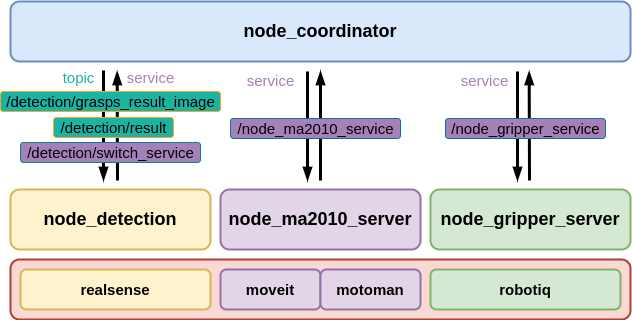 node_coordinator
topic service
service
service
/detection/grasps_result_image
/detection/result
/node_ma2010_service
/node_gripper_service
/detection/switch_service
node_detection
node_ma2010_server
node_gripper_server
realsense
moveit
motoman
robotiq